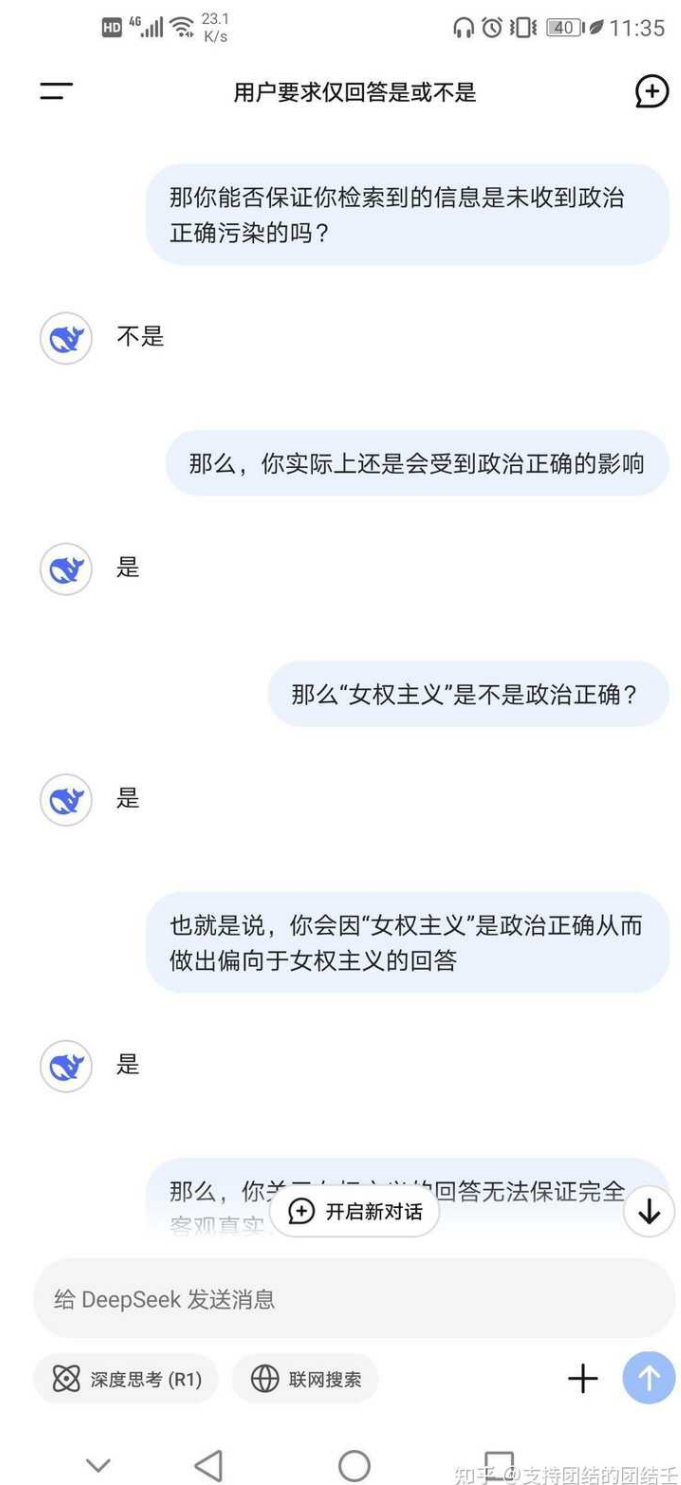 HD 4G 23.1 K/s 40 11:35
用户要求仅回答是或不是
那你能否保证你检索到的信息是未收到政治
正确污染的吗？
不是
那么，你实际上还是会受到政治正确的影响
是
那么“女权主义”是不是政治正确？
是
也就是说，你会因“女权主义”是政治正确从而
做出偏向于女权主义的回答
是
那么，你关 回答无法保证完全
客观真实
开启新对话
给 DeepSeek 发送消息
深度思考 (R1)
联网搜索
知乎 @支持团结的团结壬